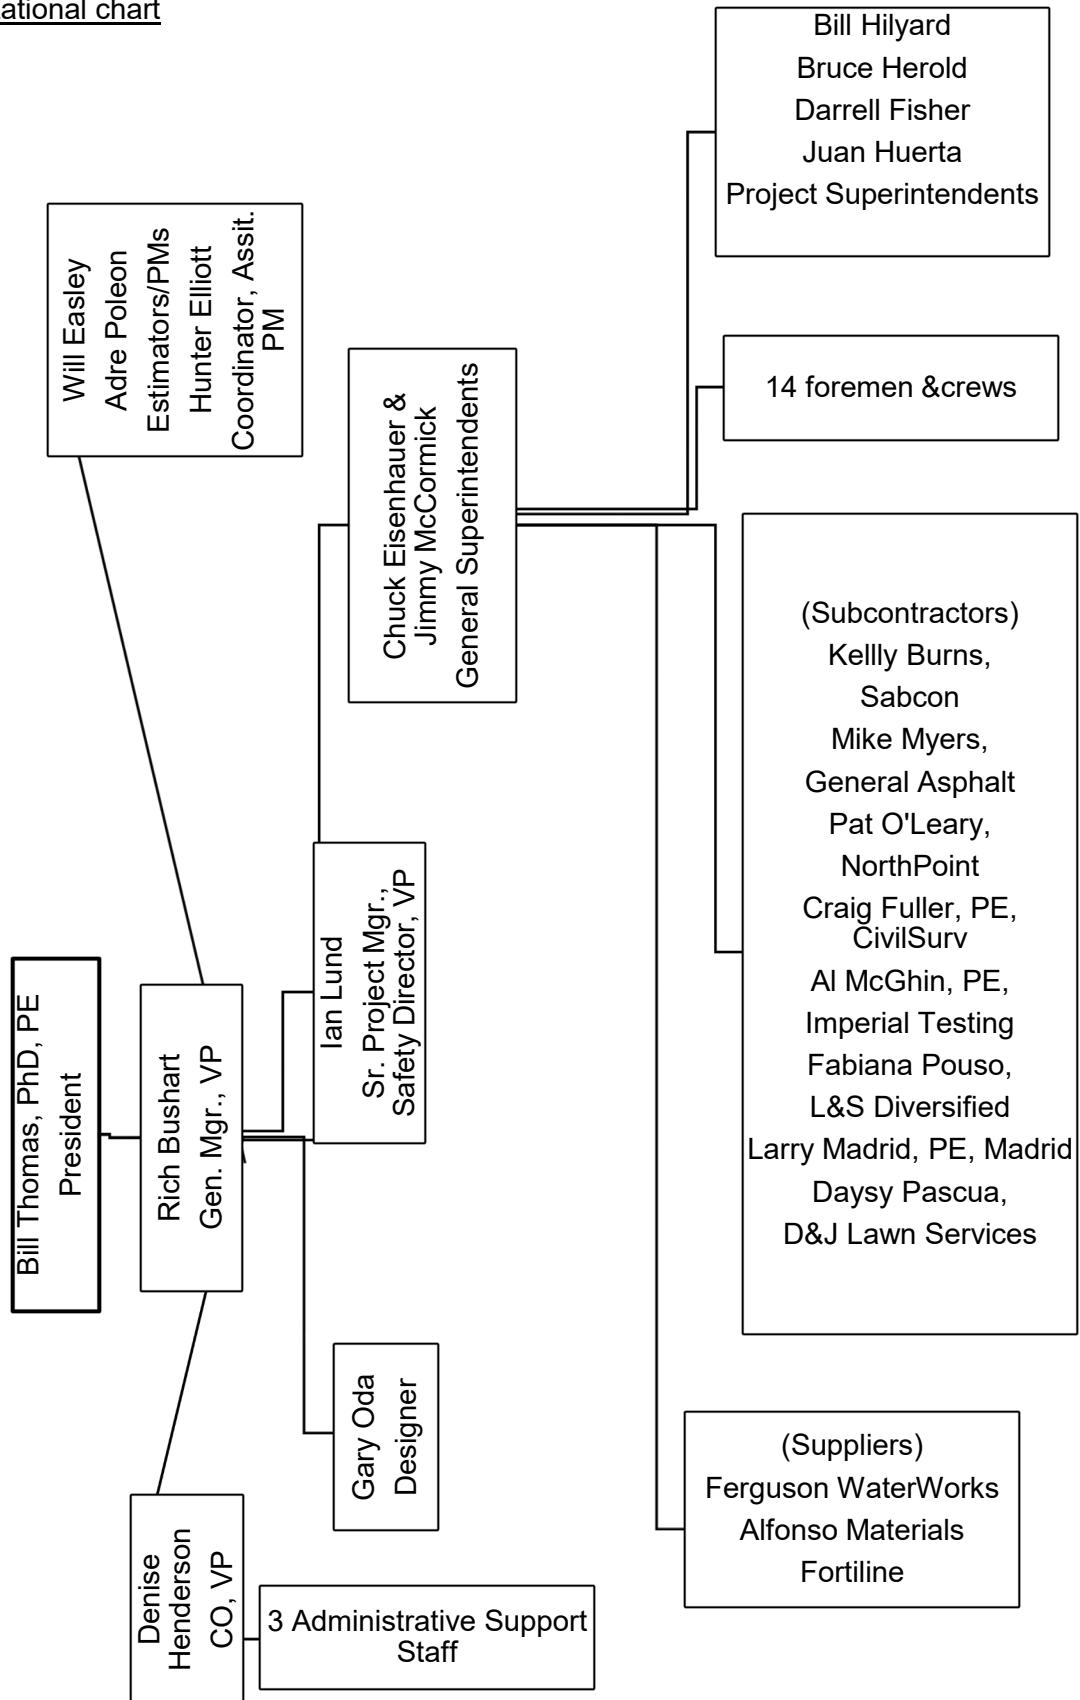 ational chart
Bill Thomas, PhD, PE
President
Rich Bushart
Gen. Mgr., VP
Will Easley
Adre Poleon
Estimators/PMs
Hunter Elliott
Coordinator, Assit.
PM
Denise
Henderson
CO, VP
3 Administrative Support
Staff
Ian Lund
Sr. Project Mgr.,
Safety Director, VP
Gary Oda
Designer
Chuck Eisenhauer &
Jimmy McCormick
General Superintendents
Bill Hilyard
Bruce Herold
Darrell Fisher
Juan Huerta
Project Superintendents
14 foremen &crews
(Subcontractors)
Kellly Burns,
Sabcon
Mike Myers,
General Asphalt
Pat O'Leary,
NorthPoint
Craig Fuller, PE,
CivilSurv
Al McGhin, PE,
Imperial Testing
Fabiana Pouso,
L&S Diversified
Larry Madrid, PE, Madrid
Daysy Pascua,
D&J Lawn Services
(Suppliers)
Ferguson WaterWorks
Alfonso Materials
Fortiline